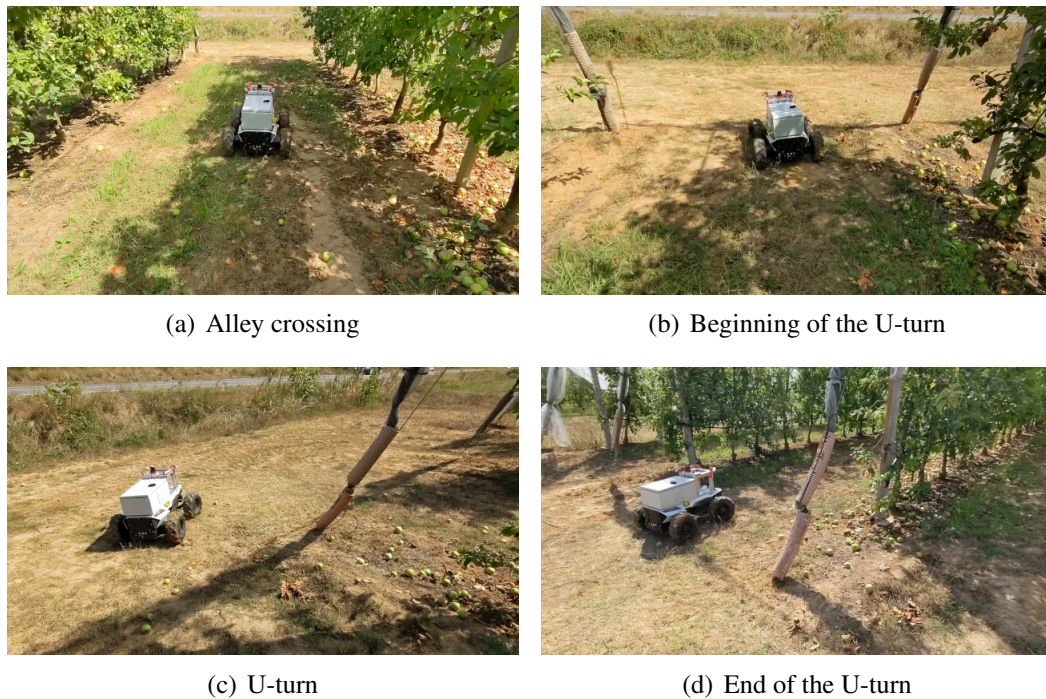 (a) Alley crossing
(b) Beginning of the U-turn
(c) U-turn
(d) End of the U-turn